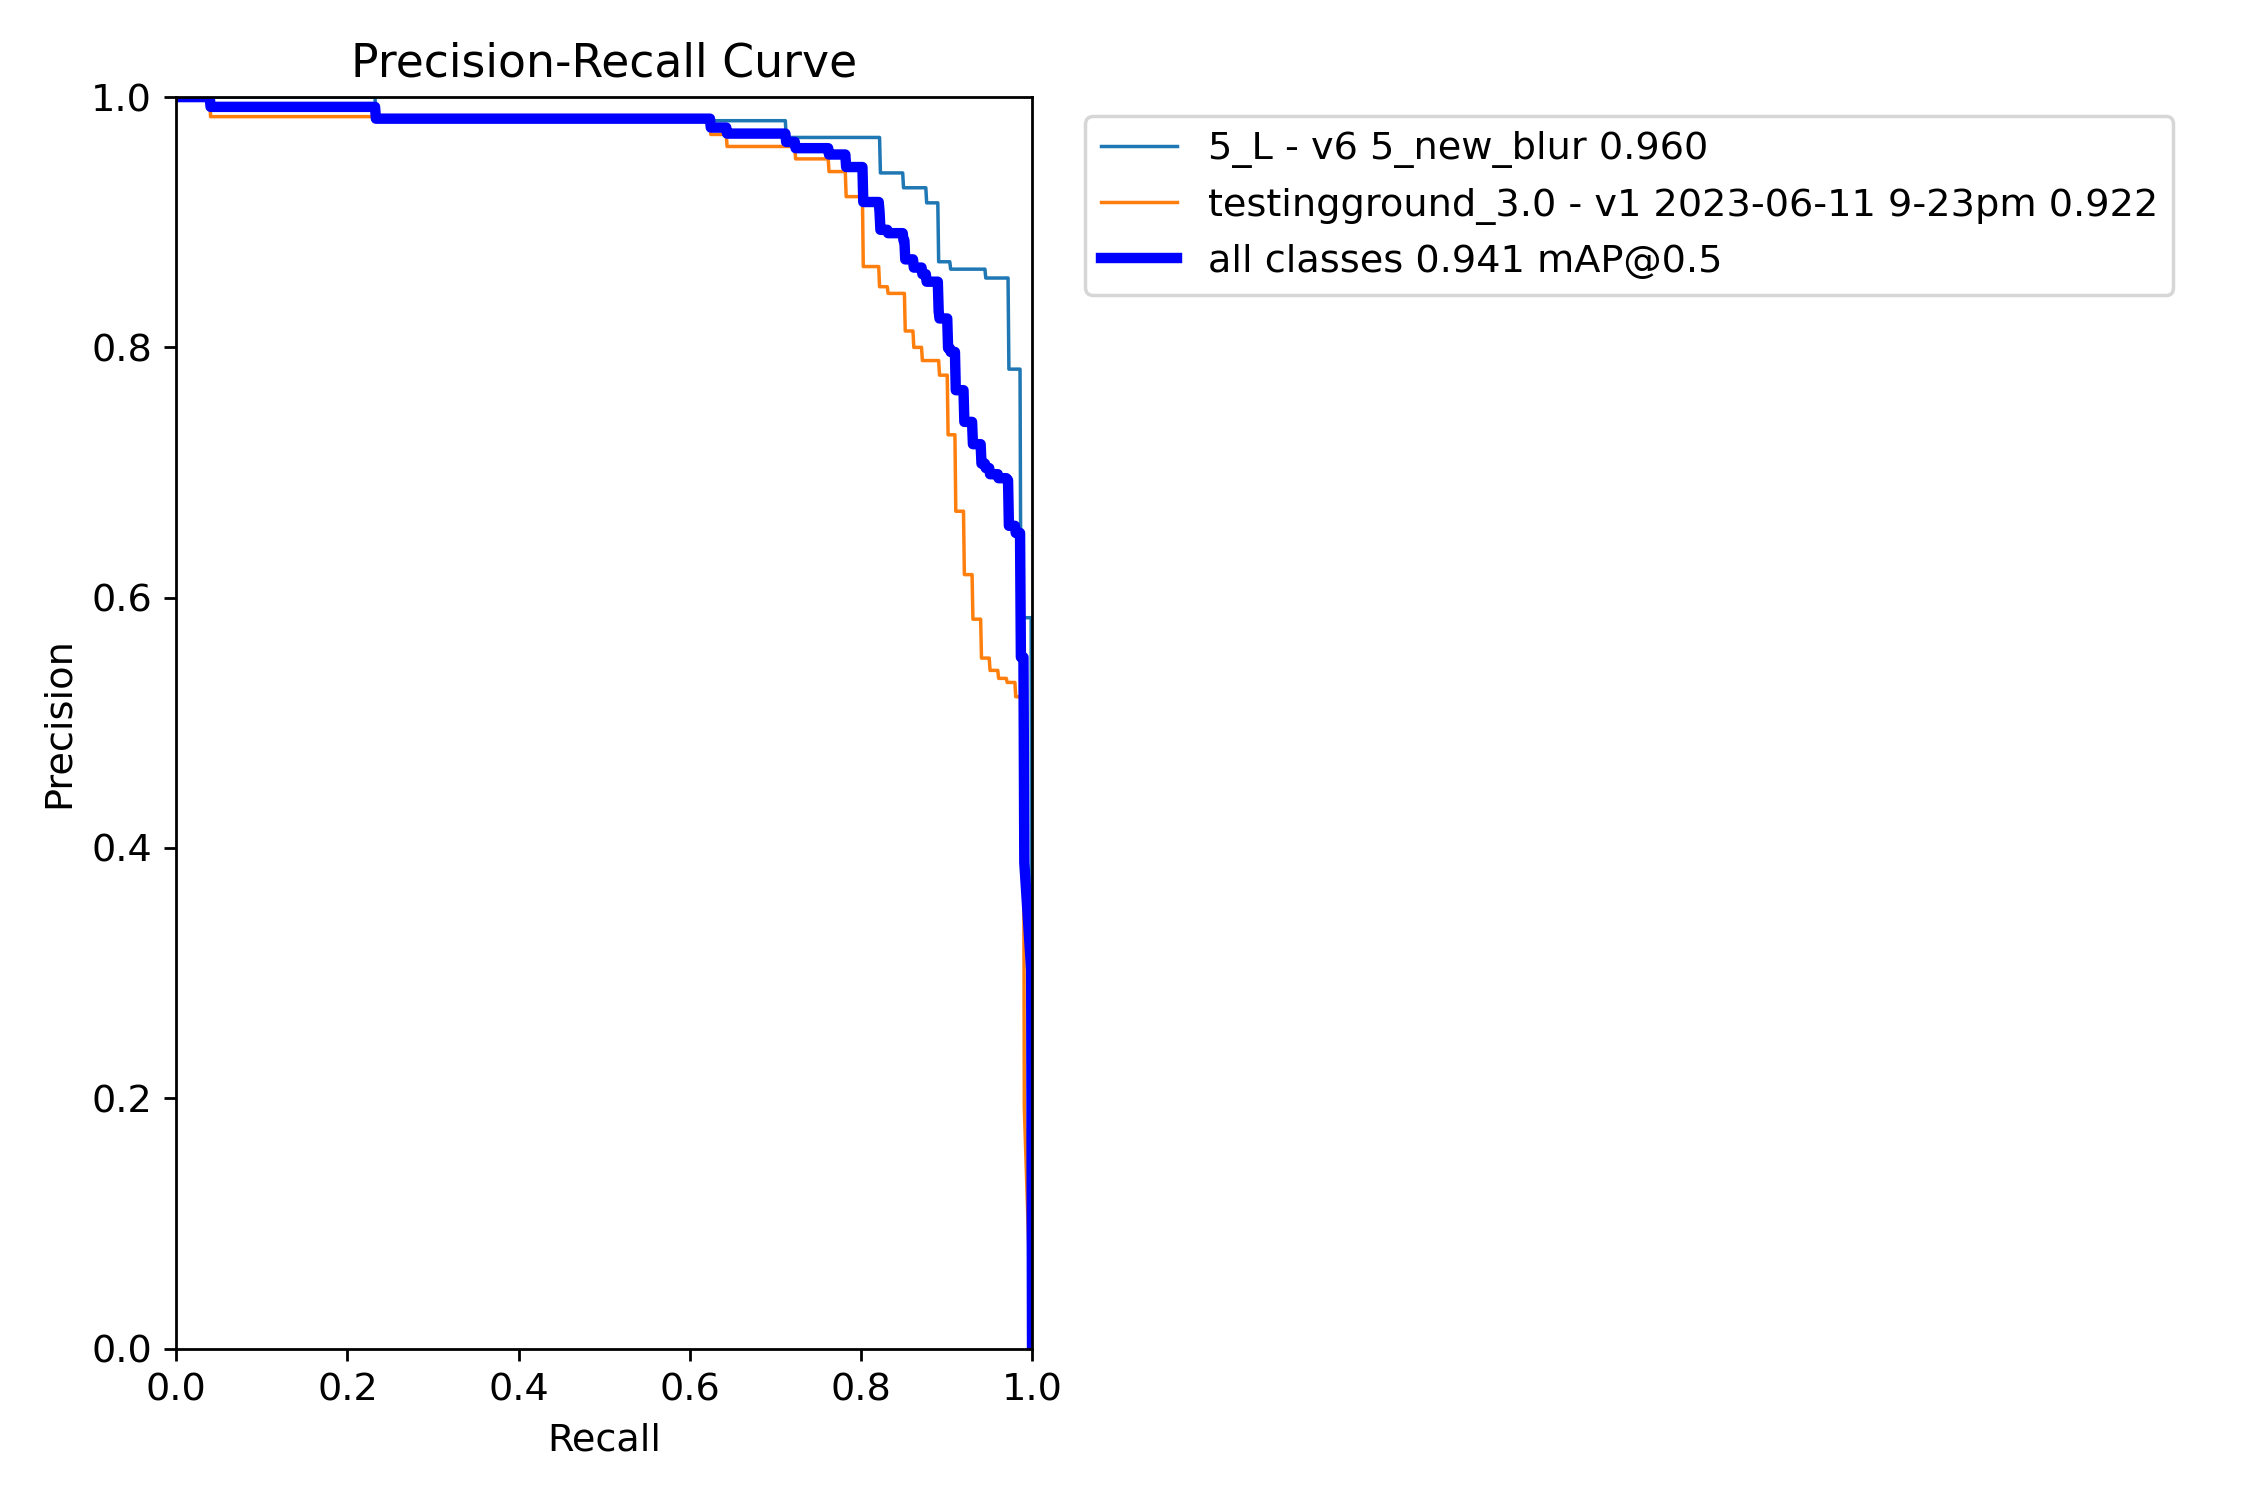 Precision-Recall Curve
1.0
0.8
0.6
0.4
0.2
0.0
Precision
0.0 0.2 0.4 0.6 0.8 1.0
Recall
5_L - v6 5_new_blur 0.960
testingground_3.0 - v1 2023-06-11 9-23pm 0.922
all classes 0.941 mAP@0.5